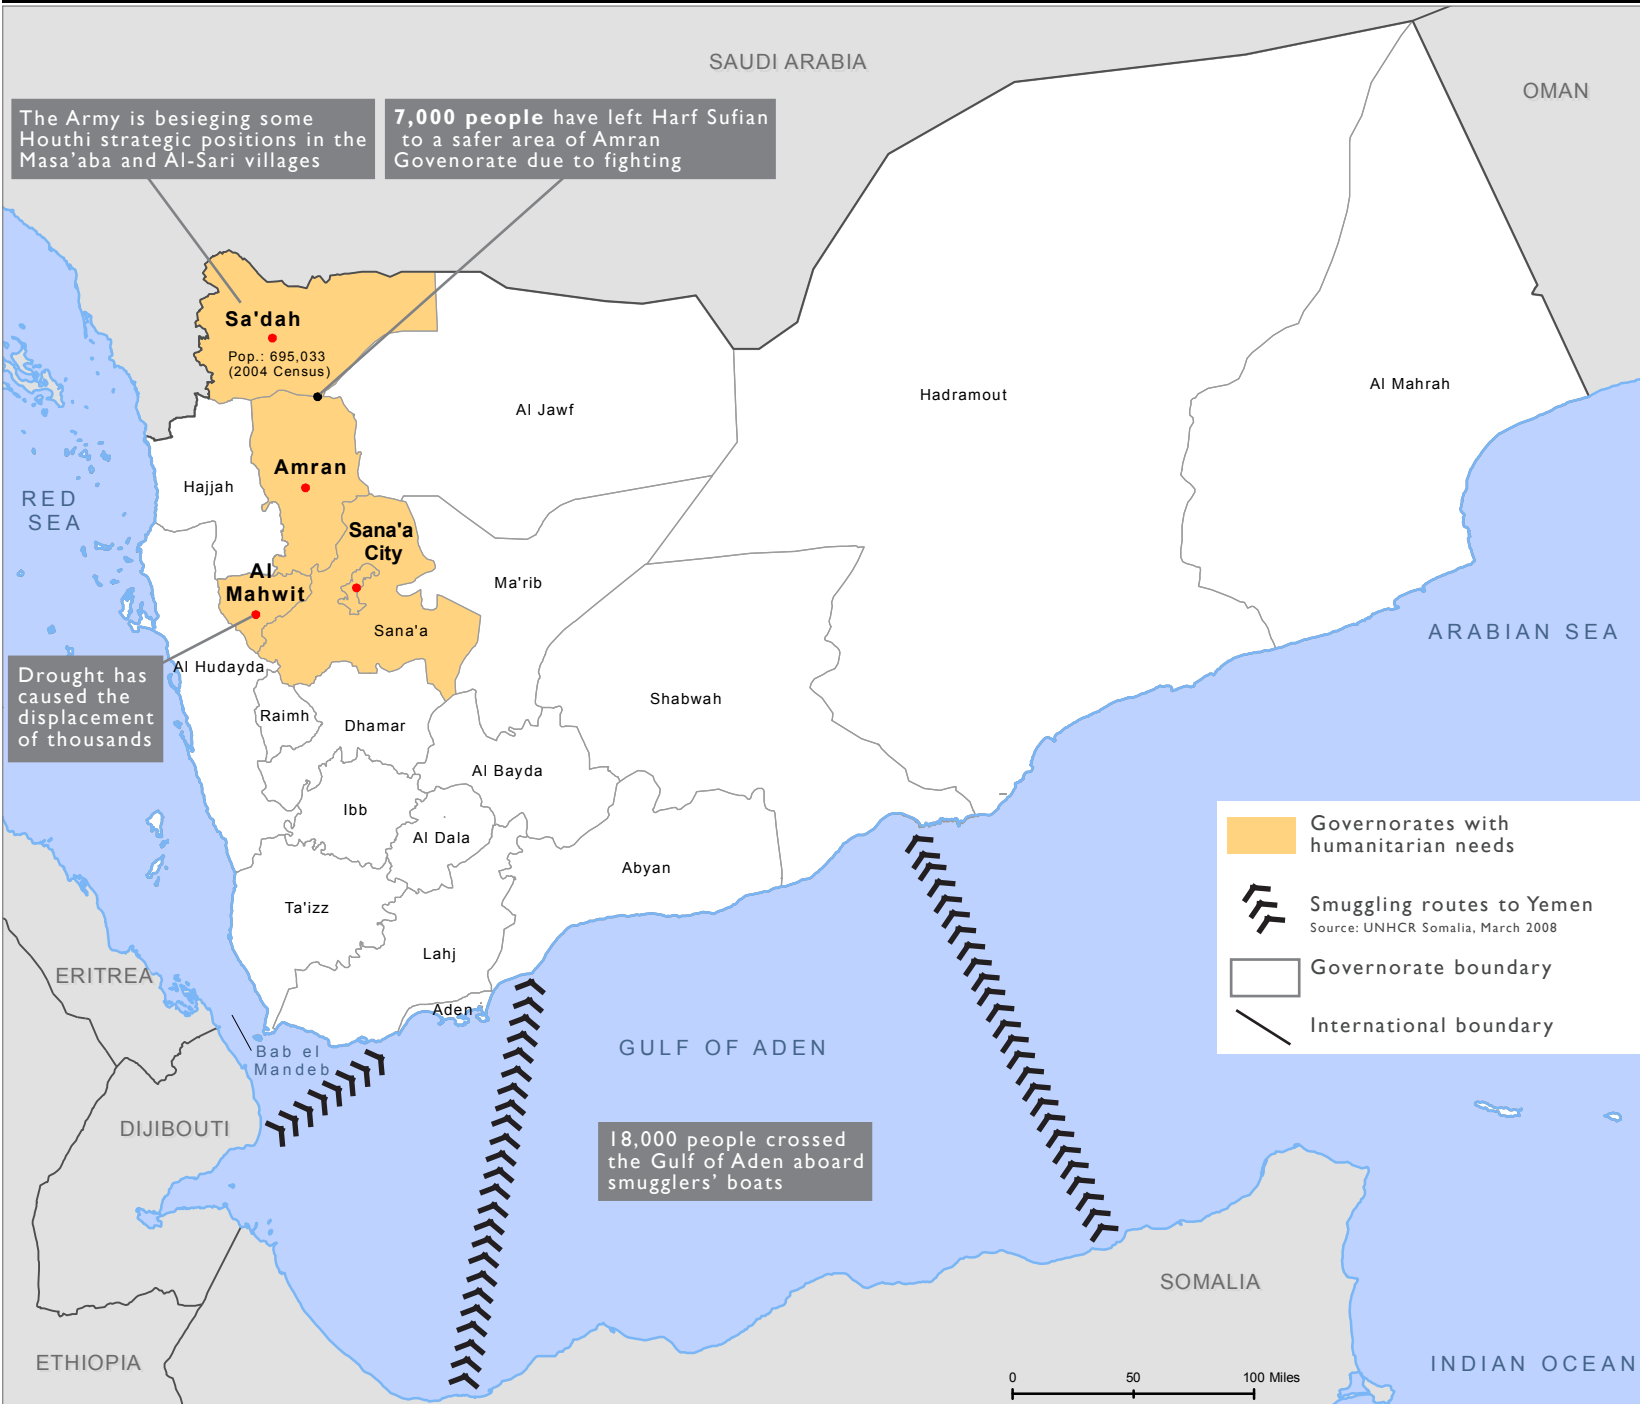 SAUDI ARABIA
OMAN
The Army is besieging some
Houthi strategic positions in the
Masa'aba and Al-Sari villages
7,000 people have left Harf Sufian
to a safer area of Amran
Govenorate due to fighting
Sa'dah
Pop.: 695,033
(2004 Census)
Al Jawf
Hadramout
Al Mahrah
Amran
Hajjah
RED
SEA
Sana'a
City
Al
Mahwit
Ma'rib
Sana'a
ARABIAN SEA
Al Hudayda
Drought has
caused the
displacement
of thousands
Raimh
Dhamar
Shabwah
Al Bayda
Ibb
Al Dala
Abyan
Ta'izz
Lahj
Aden
Governorates with
humanitarian needs
Smuggling routes to Yemen
Source: UNHCR Somalia, March 2008
Governorate boundary
International boundary
ERITREA
Bab el
Mandeb
GULF OF ADEN
DIJIBOUTI
18,000 people crossed
the Gulf of Aden aboard
smugglers' boats
SOMALIA
ETHIOPIA
INDIAN OCEAN
0 50 100 Miles